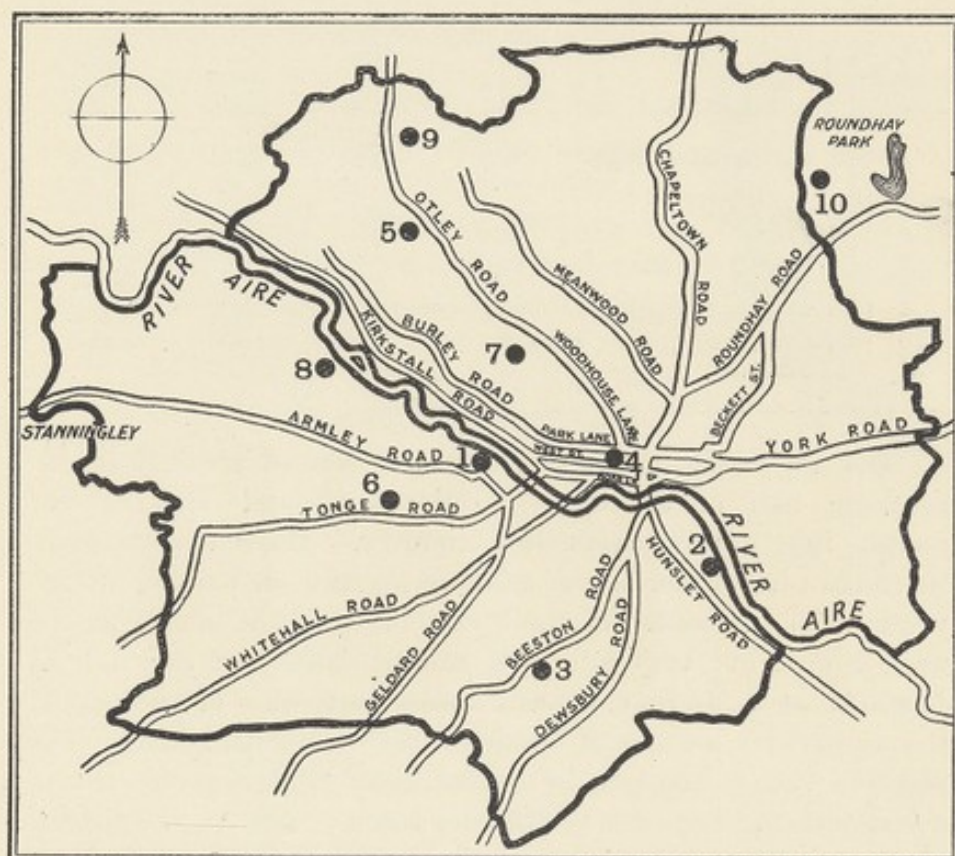 ROUNDHAY
PARK
9
10
OTLEY
ROAD
CHAPELTOWN
ROAD
5
MEANWOOD
ROAD
ROUNDHAY ROAD
RIVER
AIRE
KIRKSTALL
ROAD
BURLEY
ROAD
7
WOODHOUSE LANE
8
BECKETT ST.
STANNINGLEY
ARMLEY
ROAD
PARK LANE
WEST ST.
4
YORK ROAD
1
6
TONGE ROAD
2
HUNSLET
ROAD
RIVER
AIRE
WHITEHALL ROAD
GELDARD ROAD
BEESTON
ROAD
3
DEWSBURY
ROAD